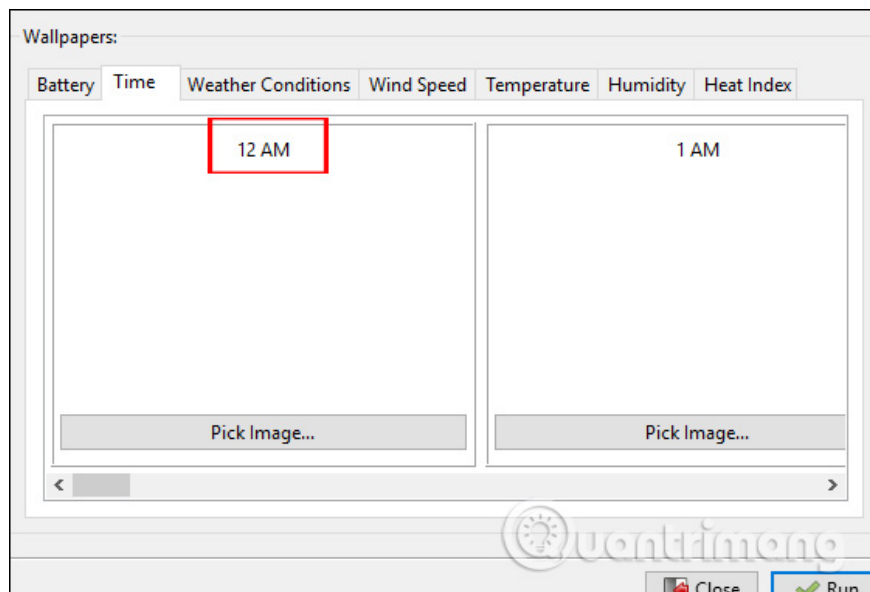 Wallpapers:
Battery Time Weather Conditions Wind Speed Temperature Humidity Heat Index
12 AM 1 AM
Pick Image... Pick Image...
Quantrimang
Close Run